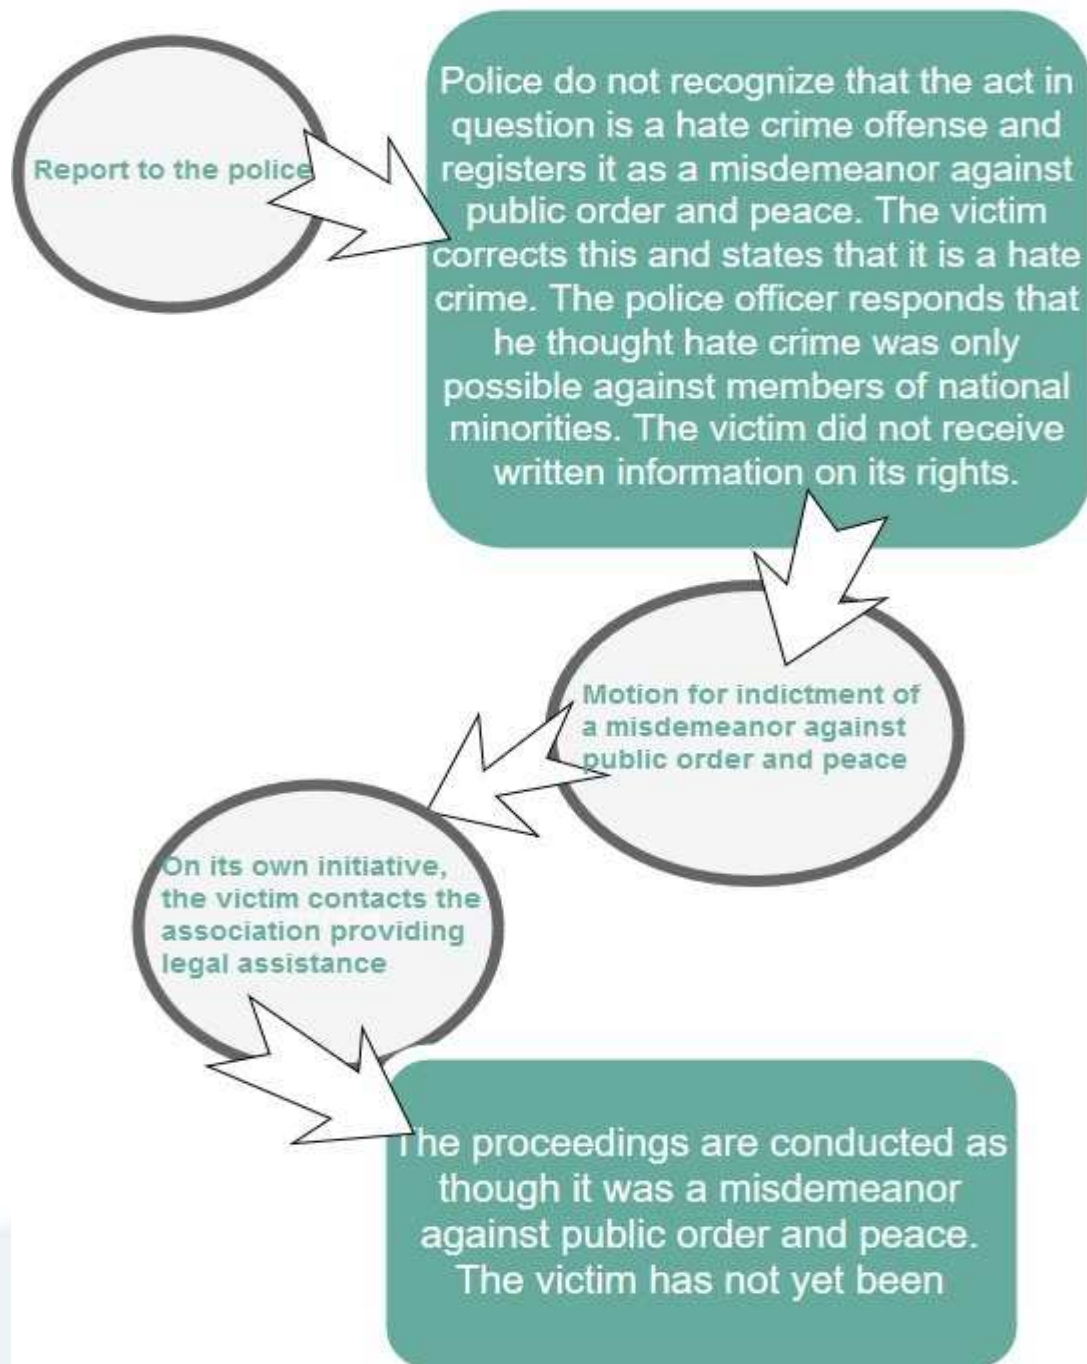 Report to the police
Police do not recognize that the act in
question is a hate crime offense and
registers it as a misdemeanor against
public order and peace. The victim
corrects this and states that it is a hate
crime. The police officer responds that
he thought hate crime was only
possible against members of national
minorities. The victim did not receive
written information on its rights.
Motion for indictment of
a misdemeanor against
public order and peace
On its own initiative,
the victim contacts the
association providing
legal assistance
The proceedings are conducted as
though it was a misdemeanor
against public order and peace.
The victim has not yet been